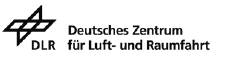 DLR
Deutsches Zentrum
für Luft- und Raumfahrt